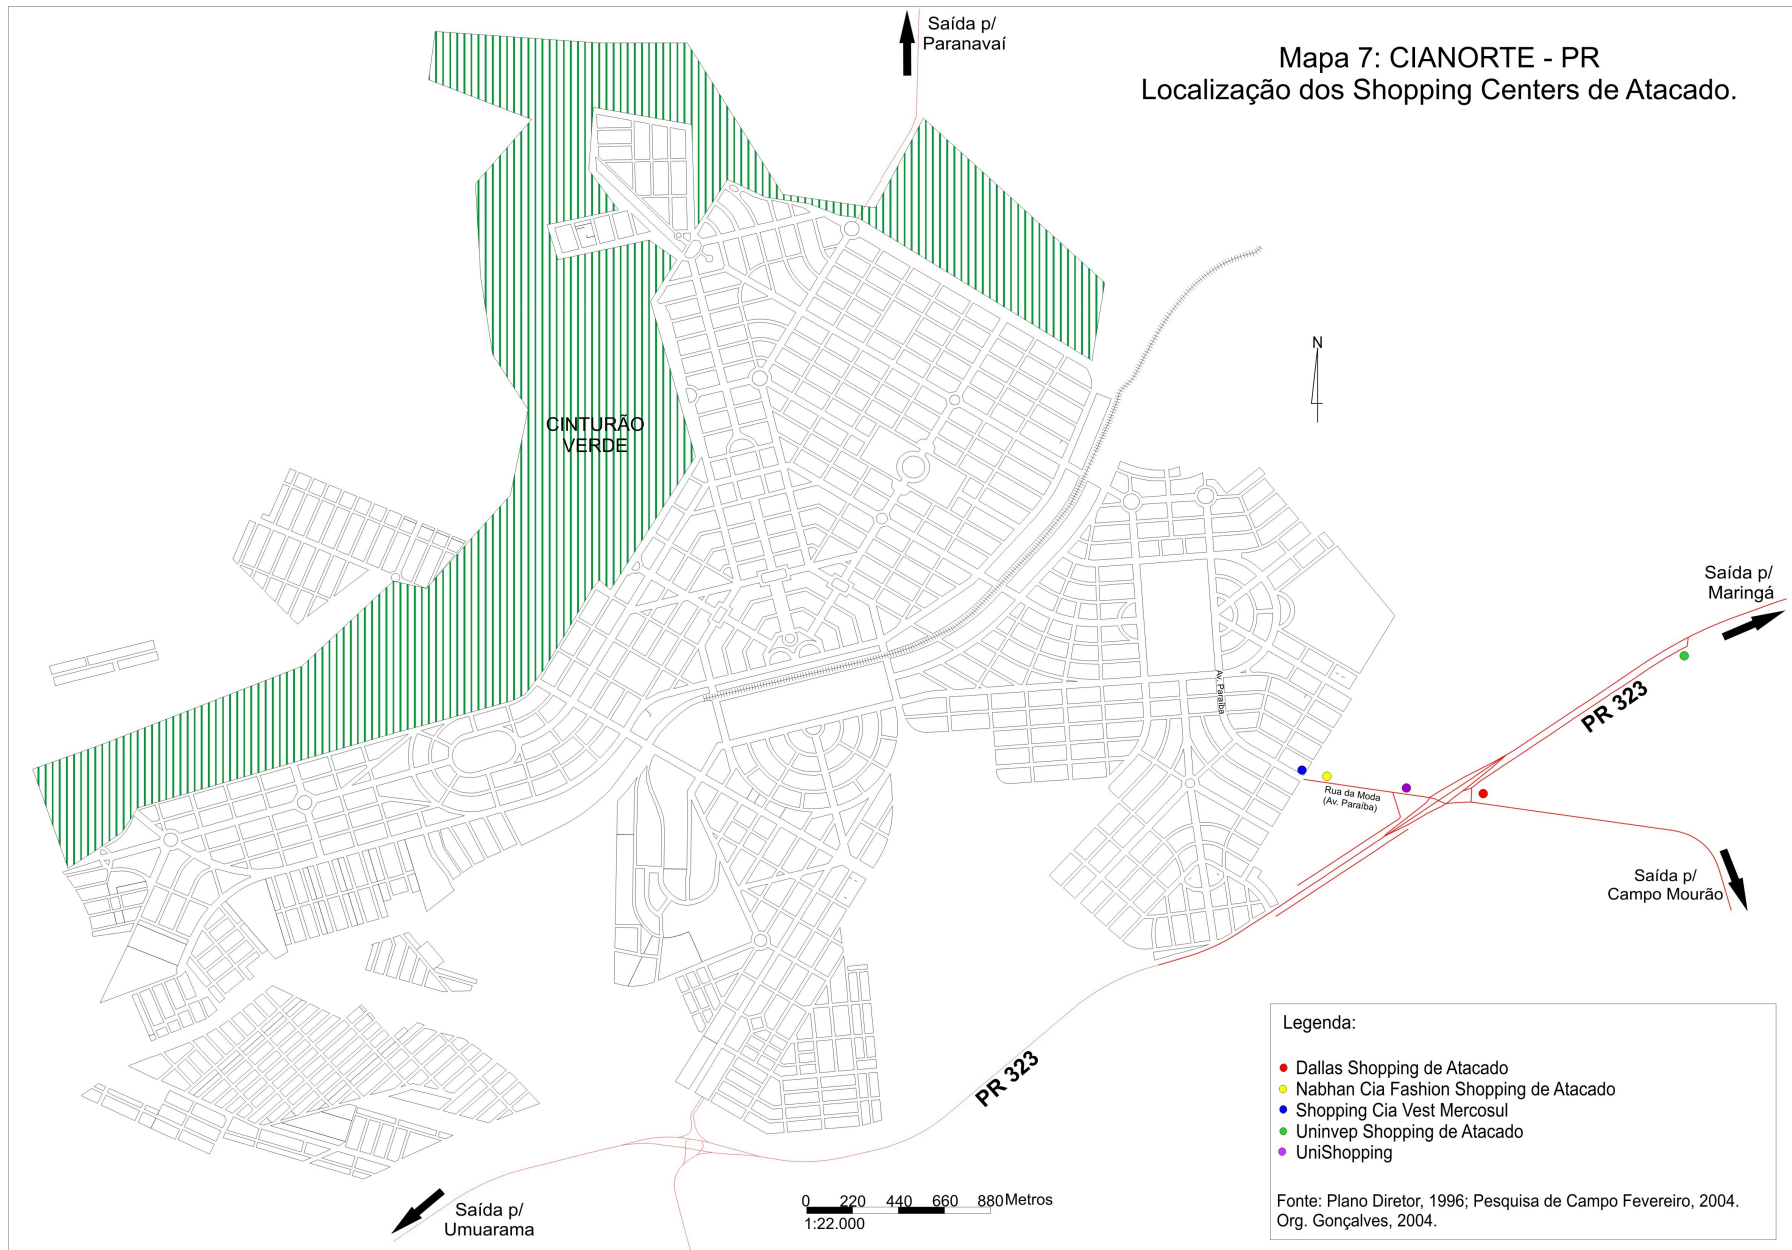 Saída p/
Paranavaí
Mapa 7: CIANORTE - PR
Localização dos Shopping Centers de Atacado.
N
CINTURÃO
VERDE
Saída p/
Maringá
Av. Paraíba
PR 323
Rua da Moda
(Av. Paraíba)
Saída p/
Campo Mourão
PR 323
Legenda:
Dallas Shopping de Atacado
Nabhan Cia Fashion Shopping de Atacado
Shopping Cia Vest Mercosul
Uninvep Shopping de Atacado
UniShopping
Fonte: Plano Diretor, 1996; Pesquisa de Campo Fevereiro, 2004.
Org. Gonçalves, 2004.
0 220 440 660 880 Metros
1:22.000
Saída p/
Umuarama